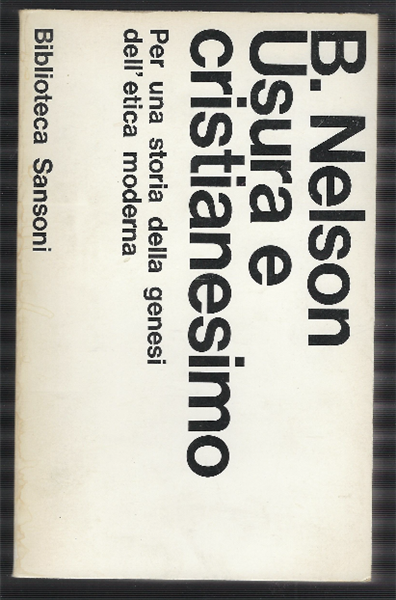 B. Nelson
Usura e
cristianesimo
Per una storia della genesi
dell'etica moderna
Biblioteca Sansoni